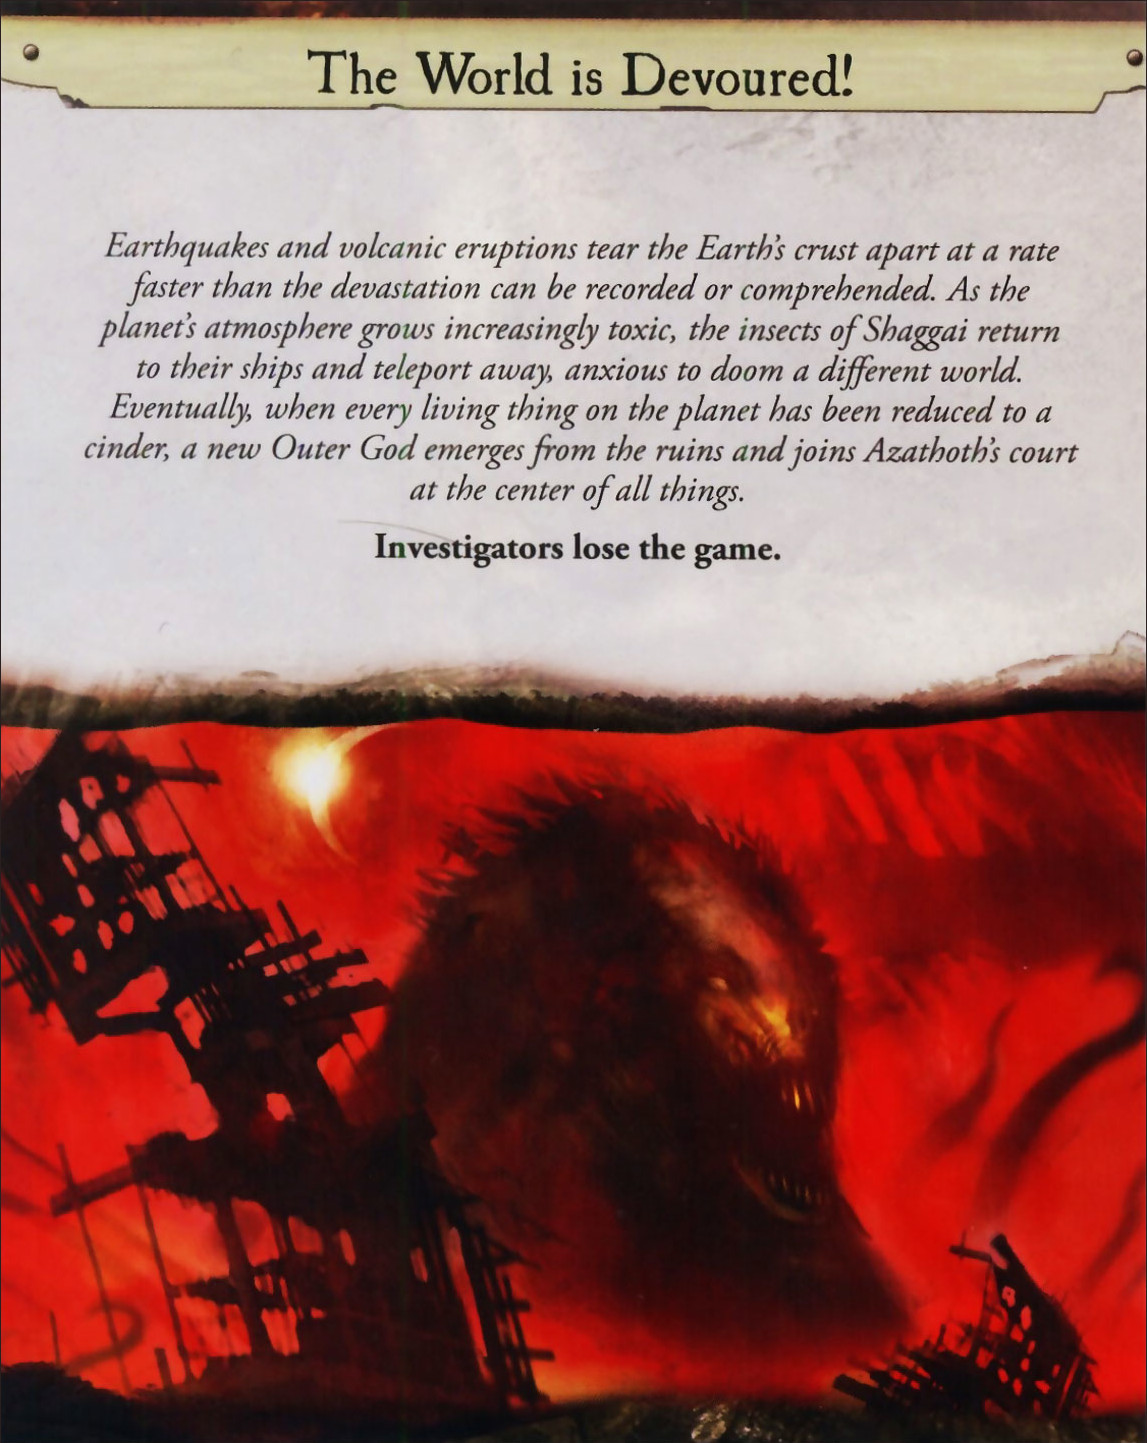 The World is Devoured!
Earthquakes and volcanic eruptions tear the Earth's crust apart at a rate
faster than the devastation can be recorded or comprehended. As the
planet's atmosphere grows increasingly toxic, the insects of Shaggai return
to their ships and teleport away, anxious to doom a different world.
Eventually, when every living thing on the planet has been reduced to a
cinder, a new Outer God emerges from the ruins and joins Azathoth's court
at the center of all things.
Investigators lose the game.